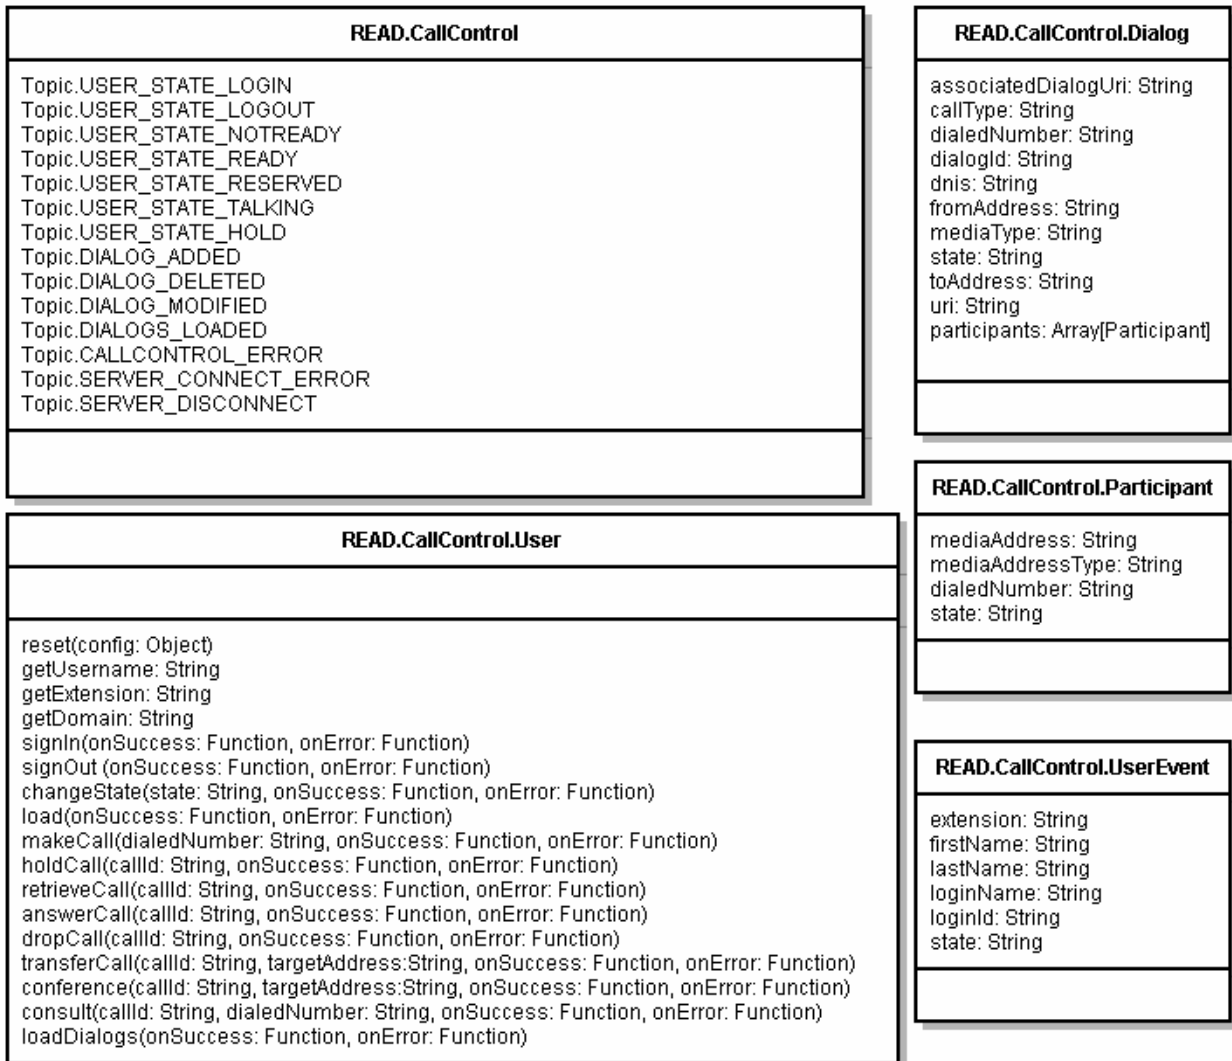 READ.CallControl
Topic.USER_STATE_LOGIN
Topic.USER_STATE_LOGOUT
Topic.USER_STATE_NOTREADY
Topic.USER_STATE_READY
Topic.USER_STATE_RESERVED
Topic.USER_STATE_TALKING
Topic.USER_STATE_HOLD
Topic.DIALOG_ADDED
Topic.DIALOG_DELETED
Topic.DIALOG_MODIFIED
Topic.DIALOGS_LOADED
Topic.CALLCONTROL_ERROR
Topic.SERVER_CONNECT_ERROR
Topic.SERVER_DISCONNECT
READ.CallControl.User
reset(config: Object)
getUsername: String
getExtension: String
getDomain: String
signIn(onSuccess: Function, onError: Function)
signOut (onSuccess: Function, onError: Function)
changeState(state: String, onSuccess: Function, onError: Function)
load(onSuccess: Function, onError: Function)
makeCall(dialedNumber: String, onSuccess: Function, onError: Function)
holdCall(callId: String, onSuccess: Function, onError: Function)
retrieveCall(callId: String, onSuccess: Function, onError: Function)
answerCall(callId: String, onSuccess: Function, onError: Function)
dropCall(callId: String, onSuccess: Function, onError: Function)
transferCall(callId: String, targetAddress:String, onSuccess: Function, onError: Function)
conference(callId: String, targetAddress:String, onSuccess: Function, onError: Function)
consult(callId: String, dialedNumber: String, onSuccess: Function, onError: Function)
loadDialogs(onSuccess: Function, onError: Function)
READ.CallControl.Dialog
associatedDialogUri: String
callType: String
dialedNumber: String
dialogId: String
dnis: String
fromAddress: String
mediaType: String
state: String
toAddress: String
uri: String
participants: Array[Participant]
READ.CallControl.Participant
mediaAddress: String
mediaAddressType: String
dialedNumber: String
state: String
READ.CallControl.UserEvent
extension: String
firstName: String
lastName: String
loginName: String
loginId: String
state: String